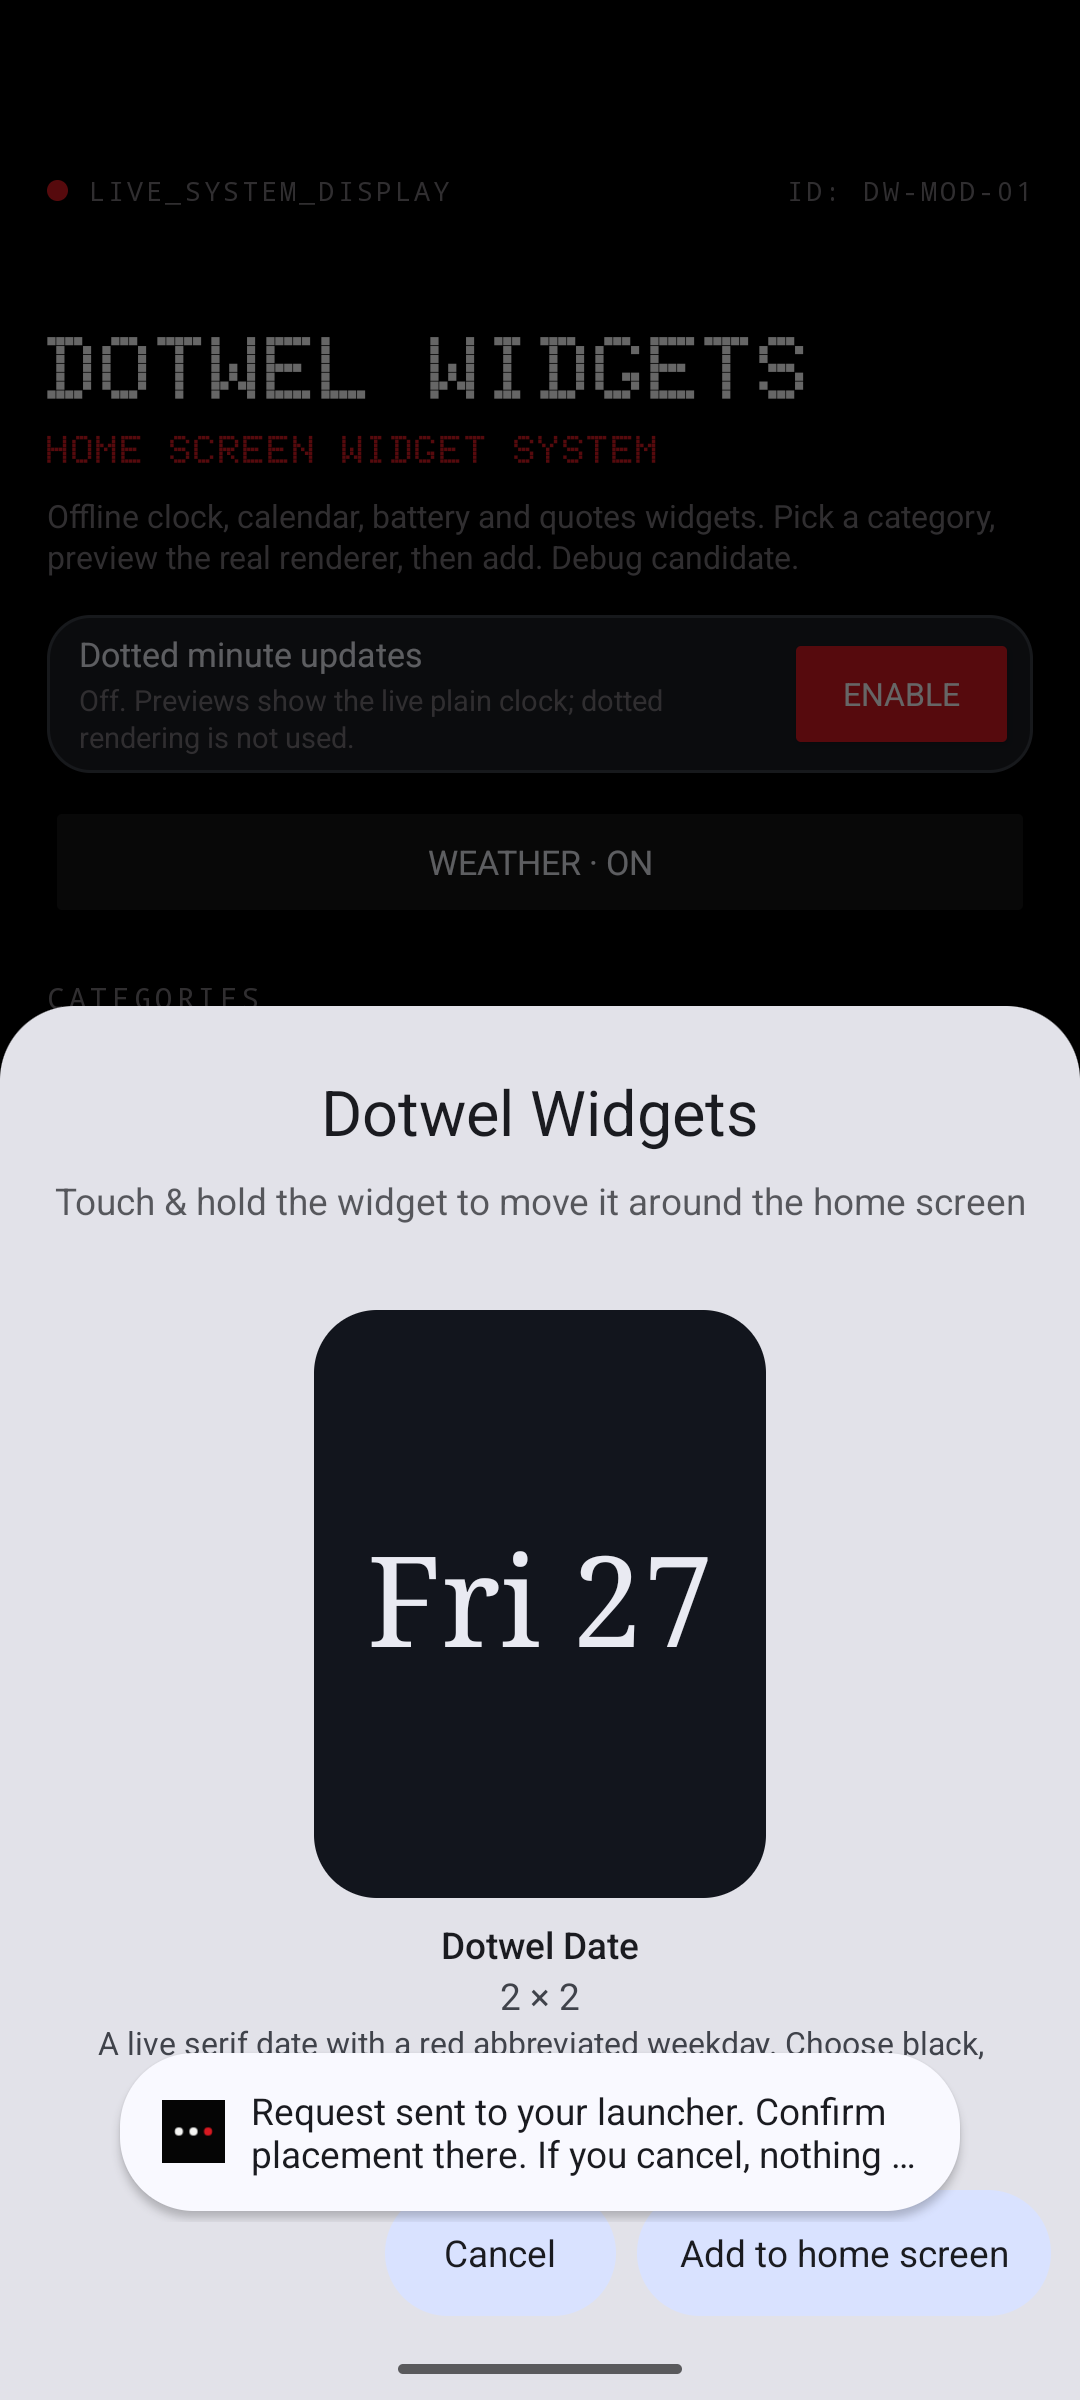 LIVE_SYSTEM_DISPLAY
ID: DW-MOD-01
DOTWEL WIDGETS
HOME SCREEN WIDGET SYSTEM
Offline clock, calendar, battery and quotes widgets. Pick a category,
preview the real renderer, then add. Debug candidate.
Dotted minute updates
Off. Previews show the live plain clock; dotted
rendering is not used.
ENABLE
WEATHER · ON
CATEGORIES
Dotwel Widgets
Touch & hold the widget to move it around the home screen
Fri 27
Dotwel Date
2 × 2
A live serif date with a red abbreviated weekday. Choose black,
Request sent to your launcher. Confirm
placement there. If you cancel, nothing ...
Cancel
Add to home screen